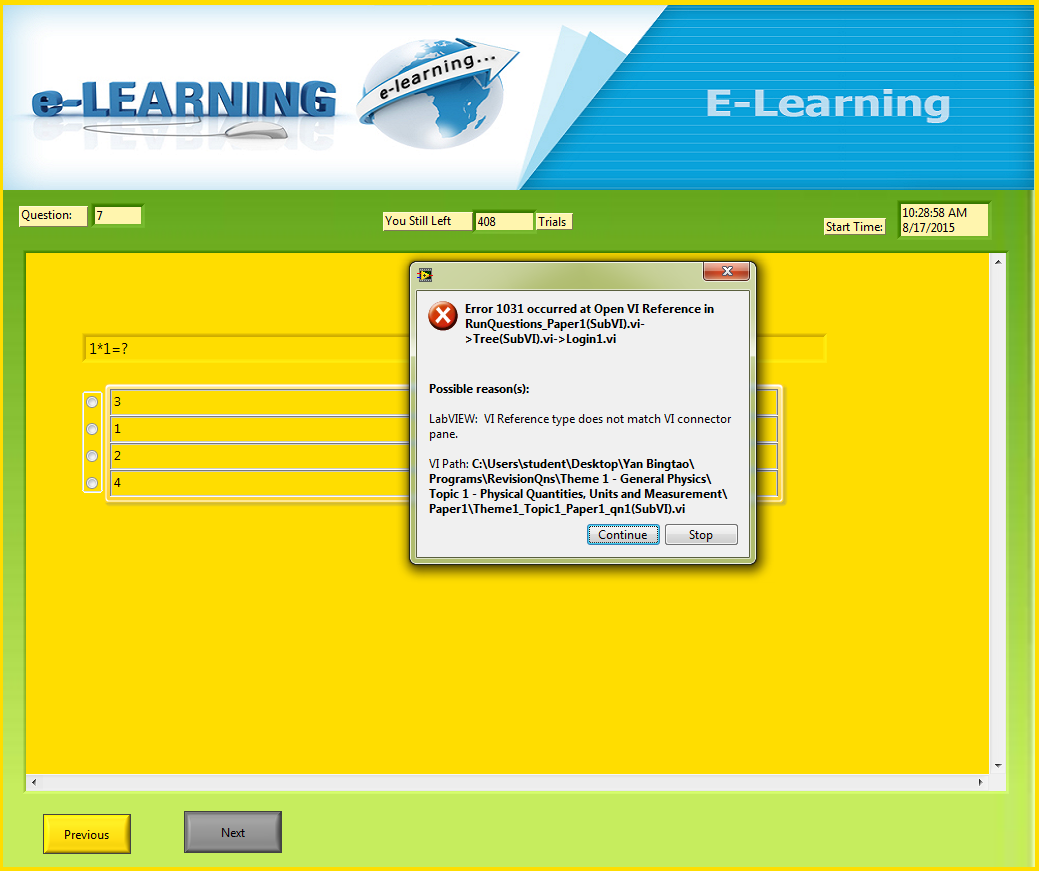 e-LEARNING
e-learning...
E-Learning
Question:
7
You Still Left
408
Trials
Start Time:
10:28:58 AM
8/17/2015
1*1=?
3
1
2
4
Error 1031 occurred at Open VI Reference in
RunQuestions_Paper1(SubVI).vi-
>Tree(SubVI).vi->Login1.vi
Possible reason(s):
LabVIEW:  VI Reference type does not match VI connector
pane.
VI Path: C:\Users\student\Desktop\Yan Bingtao\
Programs\RevisionQns\Theme 1 - General Physics\
Topic 1 - Physical Quantities, Units and Measurement\
Paper1\Theme1_Topic1_Paper1_qn1(SubVI).vi
Continue
Stop
Previous
Next